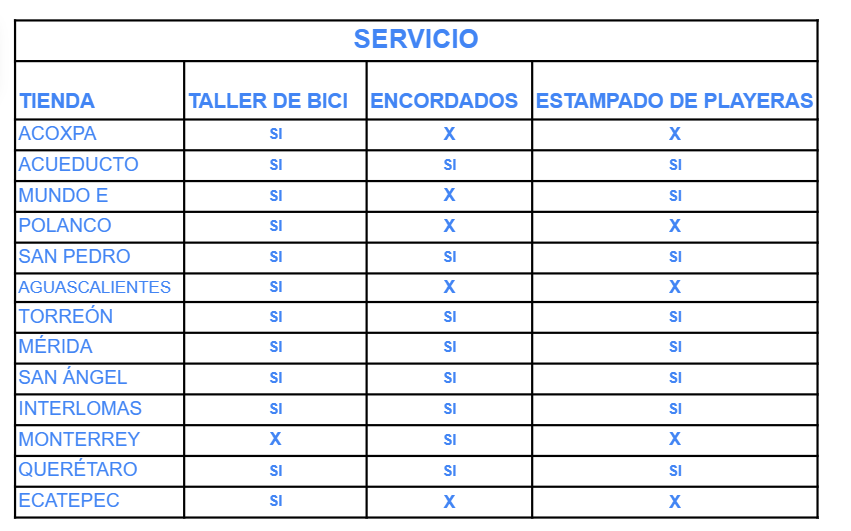 SERVICIO
TIENDA TALLER DE BICI ENCORDADOS ESTAMPADO DE PLAYERAS
ACOXPA SI X X
ACUEDUCTO SI SI SI
MUNDO E SI X SI
POLANCO SI X X
SAN PEDRO SI SI SI
AGUASCALIENTES SI X X
TORREÓN SI SI SI
MÉRIDA SI SI SI
SAN ÁNGEL SI SI SI
INTERLOMAS SI SI SI
MONTERREY X SI X
QUERÉTARO SI SI SI
ECATEPEC SI X X